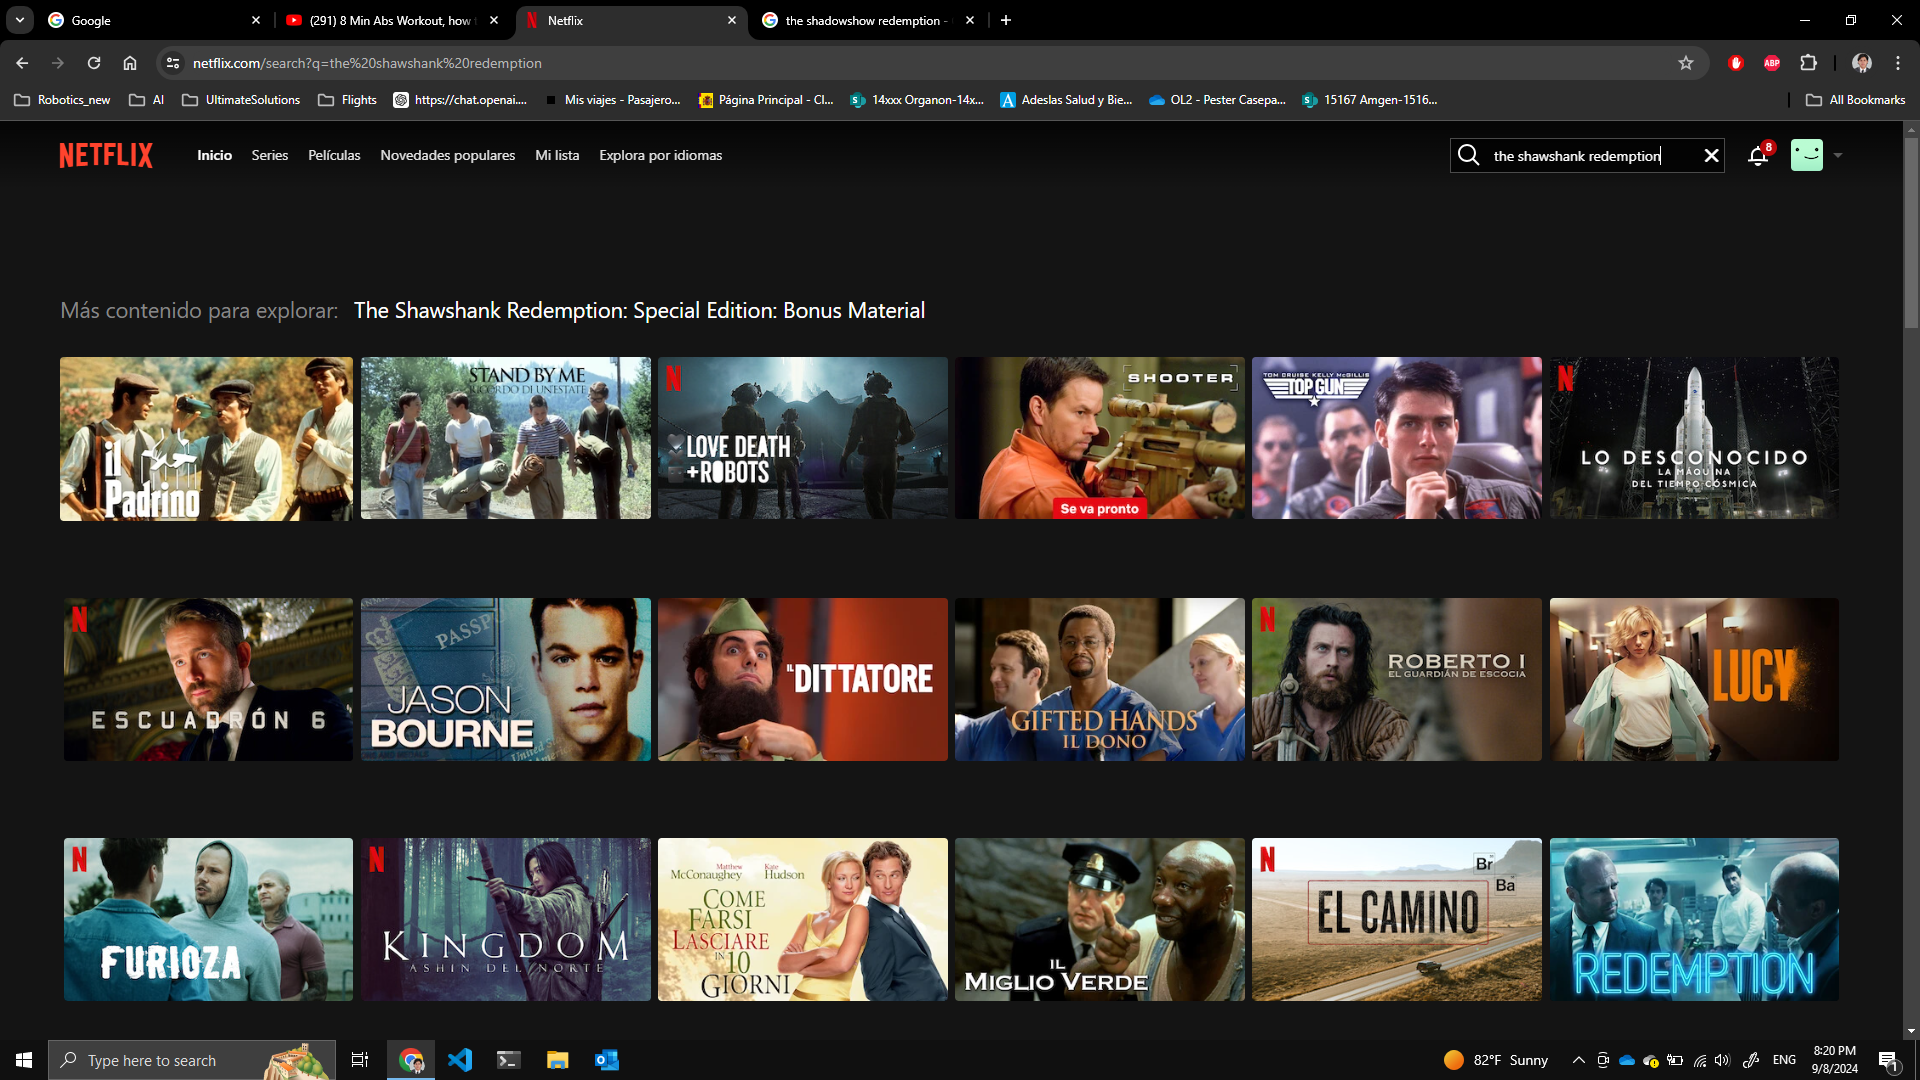 Google
(291) 8 Min Abs Workout, how
Netflix
the shadowshow redemption -
netflix.com/search?q=the%20shawshank%20redemption
ABP
Robotics_new
AI
UltimateSolutions
Flights
https://chat.openai....
Mis viajes - Pasajero...
Página Principal - Cl...
14xxx Organon-14x...
Adeslas Salud y Bie...
OL2 - Pester Casepa...
15167 Amgen-1516...
All Bookmarks
NETFLIX
Inicio
Series
Películas
Novedades populares
Mi lista
Explora por idiomas
the shawshank redemption
8
Más contenido para explorar: The Shawshank Redemption: Special Edition: Bonus Material
il
Padrino
STAND BY ME
RICORDO DI UN'ESTATE
LOVE DEATH
+ROBOTS
SHOOTER
Se va pronto
TOM CRUISE KELLY McGILLIS
TOP GUN
LO DESCONOCIDO
LA MÁQUINA
DEL TIEMPO CÓSMICA
ESCUADRÓN 6
PASSPO
JASON
BOURNE
IL DITTATORE
GIFTED HANDS
IL DONO
ROBERTO I
EL GUARDIÁN DE ESCOCIA
LUCY
FURIOZA
KINGDOM
ASHIN DEL NORTE
Matthew McConaughey
Kate Hudson
COME
FARSI
LASCIARE
IN 10
GIORNI
IL
MIGLIO VERDE
Br
Ba
EL CAMINO
REDEMPTION
Type here to search
82°F Sunny
ENG
8:20 PM
9/8/2024
1